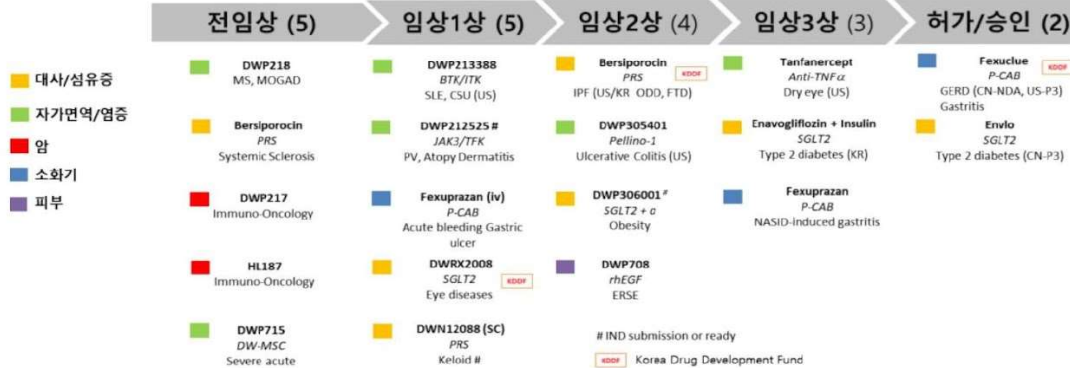 전임상 (5)
임상1상 (5)
임상2상 (4)
임상3상 (3)
허가/승인 (2)
대사/섬유증
자가면역/염증
암
소화기
피부
DWP218
MS, MOGAD
Bersiporocin
PRS
Systemic Sclerosis
DWP217
Immuno-Oncology
HL187
Immuno-Oncology
DWP715
DW-MSC
Severe acute
DWP213388
BTK/ITK
SLE, CSU (US)
DWP212525 #
JAK3/TFK
PV, Atopy Dermatitis
Fexuprazan (iv)
P-CAB
Acute bleeding Gastric
ulcer
DWRX2008
SGLT2
KDDF
Eye diseases
DWN12088 (SC)
PRS
Keloid #
Bersiporocin
PRS
KDDF
IPF (US/KR ODD, FTD)
DWP305401
Pellino-1
Ulcerative Colitis (US)
DWP306001 #
SGLT2 + α
Obesity
DWP708
rhEGF
ERSE
Tanfanercept
Anti-TNFα
Dry eye (US)
Enavogliflozin + Insulin
SGLT2
Type 2 diabetes (KR)
Fexuprazan
P-CAB
NASID-induced gastritis
Fexuclue
P-CAB
KDDF
GERD (CN-NDA, US-P3)
Gastritis
Envlo
SGLT2
Type 2 diabetes (CN-P3)
# IND submission or ready
KDDF Korea Drug Development Fund